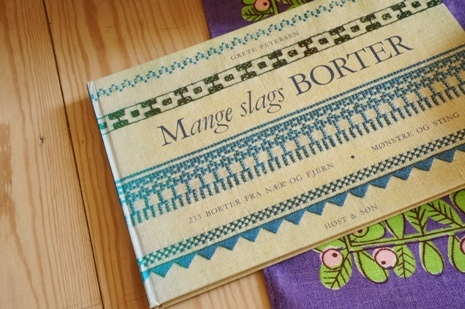 GRETE PETERSEN
Mange slags BORTER
233 BORTER FRA NÆR OG FJERN • MØNSTRE OG STING
HØST & SØN